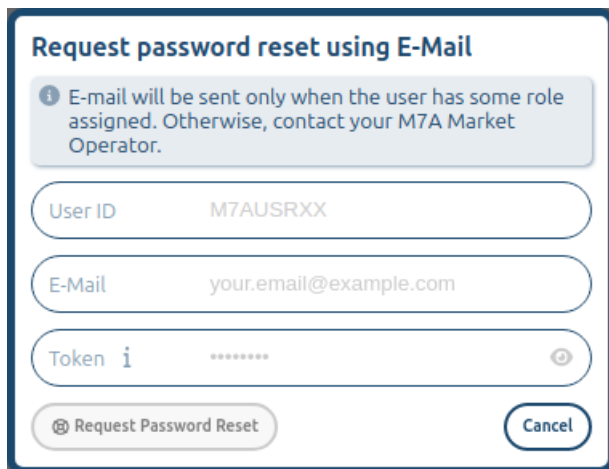 Request password reset using E-Mail
E-mail will be sent only when the user has some role
assigned. Otherwise, contact your M7A Market
Operator.
User ID M7AUSRXX
E-Mail your.email@example.com
Token i ••••••••
Request Password Reset Cancel